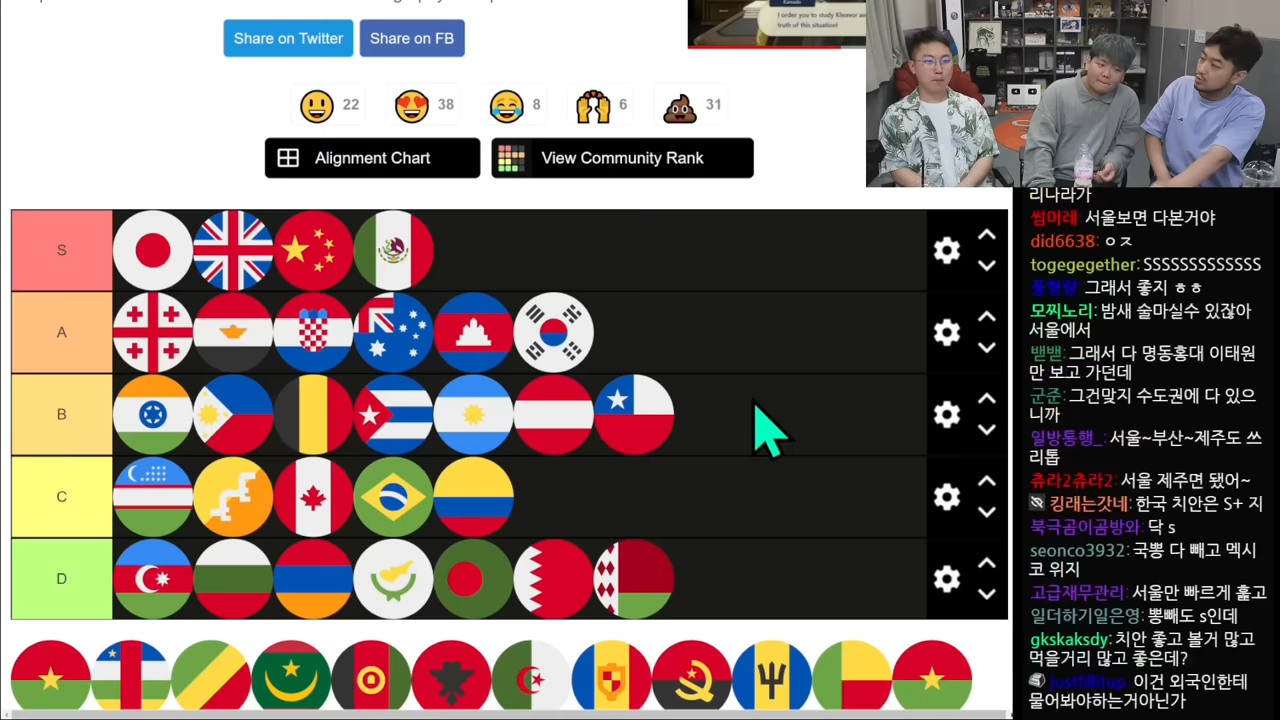 Kamado
I order you to study Kleavor an
truth of this situation!
Share on Twitter
Share on FB
22
38
8
6
31
Alignment Chart
View Community Rank
S
A
B
C
D
리나라가
썸머레: 서울보면 다본거야
did6638: ㅇㅈ
togegegether: SSSSSSSSSSSSS
풍형량: 그래서 좋지 ㅎㅎ
모찌노리: 밤새 술마실수 있잖아
서울에서
뱀뱀: 그래서 다 명동홍대 이태원
만 보고 가던데
군준: 그건맞지 수도권에 다 있으
니까
일방통행_: 서울~부산~제주도 쓰
리톱
츄라2츄라2: 서울 제주면 됐어~
킹래는갓네: 한국 치안은 S+ 지
북극곰이곰방와: 닥 s
seonco3932: 국뽕 다 빼고 멕시
코 위지
고급재무관리: 서울만 빠르게 훑고
일더하기일은영: 뽕빼도 s인데
gkskaksdy: 치안 좋고 볼거 많고
먹을거리 많고 좋은데?
justfillitup: 이건 외국인한테
물어봐야하는거아닌가